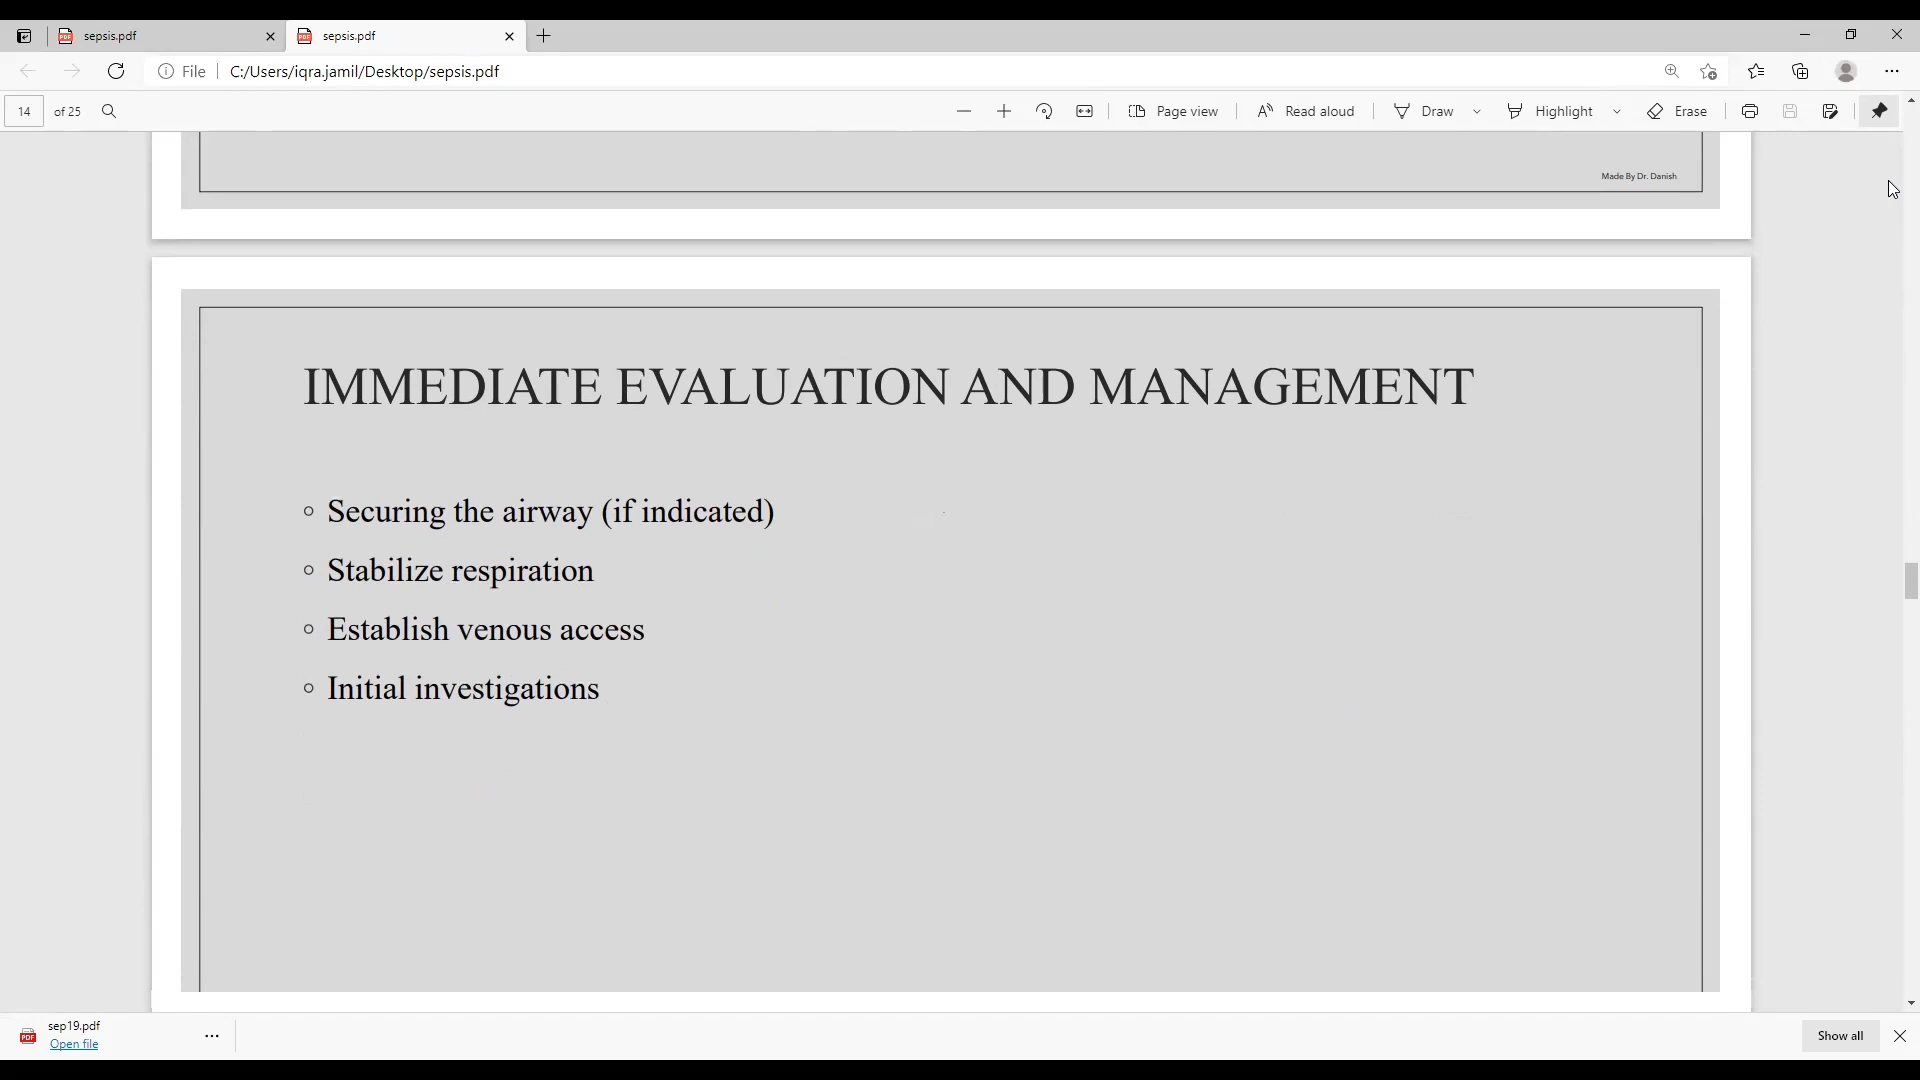 sepsis.pdf
sepsis.pdf
File
C:/Users/iqra.jamil/Desktop/sepsis.pdf
14 of 25
Page view
Read aloud
Draw
Highlight
Erase
Made By Dr. Danish
IMMEDIATE EVALUATION AND MANAGEMENT
Securing the airway (if indicated)
Stabilize respiration
Establish venous access
Initial investigations
sep19.pdf
Open file
Show all